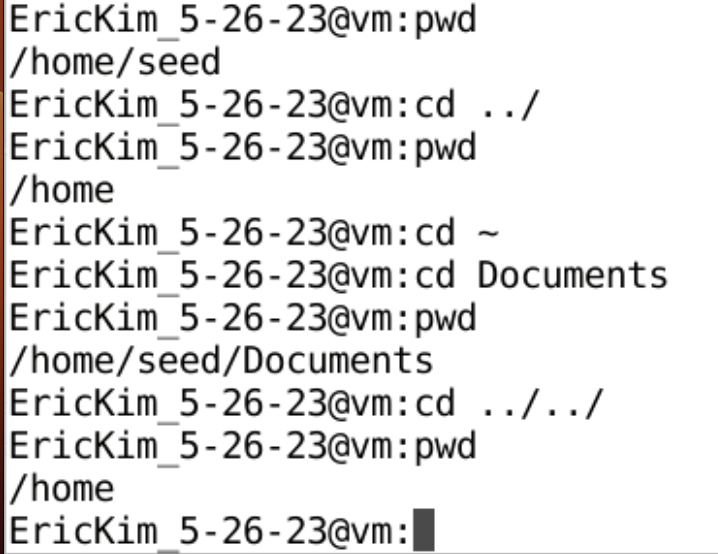 EricKim_5-26-23@vm:pwd
/home/seed
EricKim_5-26-23@vm:cd ../
EricKim_5-26-23@vm:pwd
/home
EricKim_5-26-23@vm:cd ~
EricKim_5-26-23@vm:cd Documents
EricKim_5-26-23@vm:pwd
/home/seed/Documents
EricKim_5-26-23@vm:cd ../../
EricKim_5-26-23@vm:pwd
/home
EricKim_5-26-23@vm: